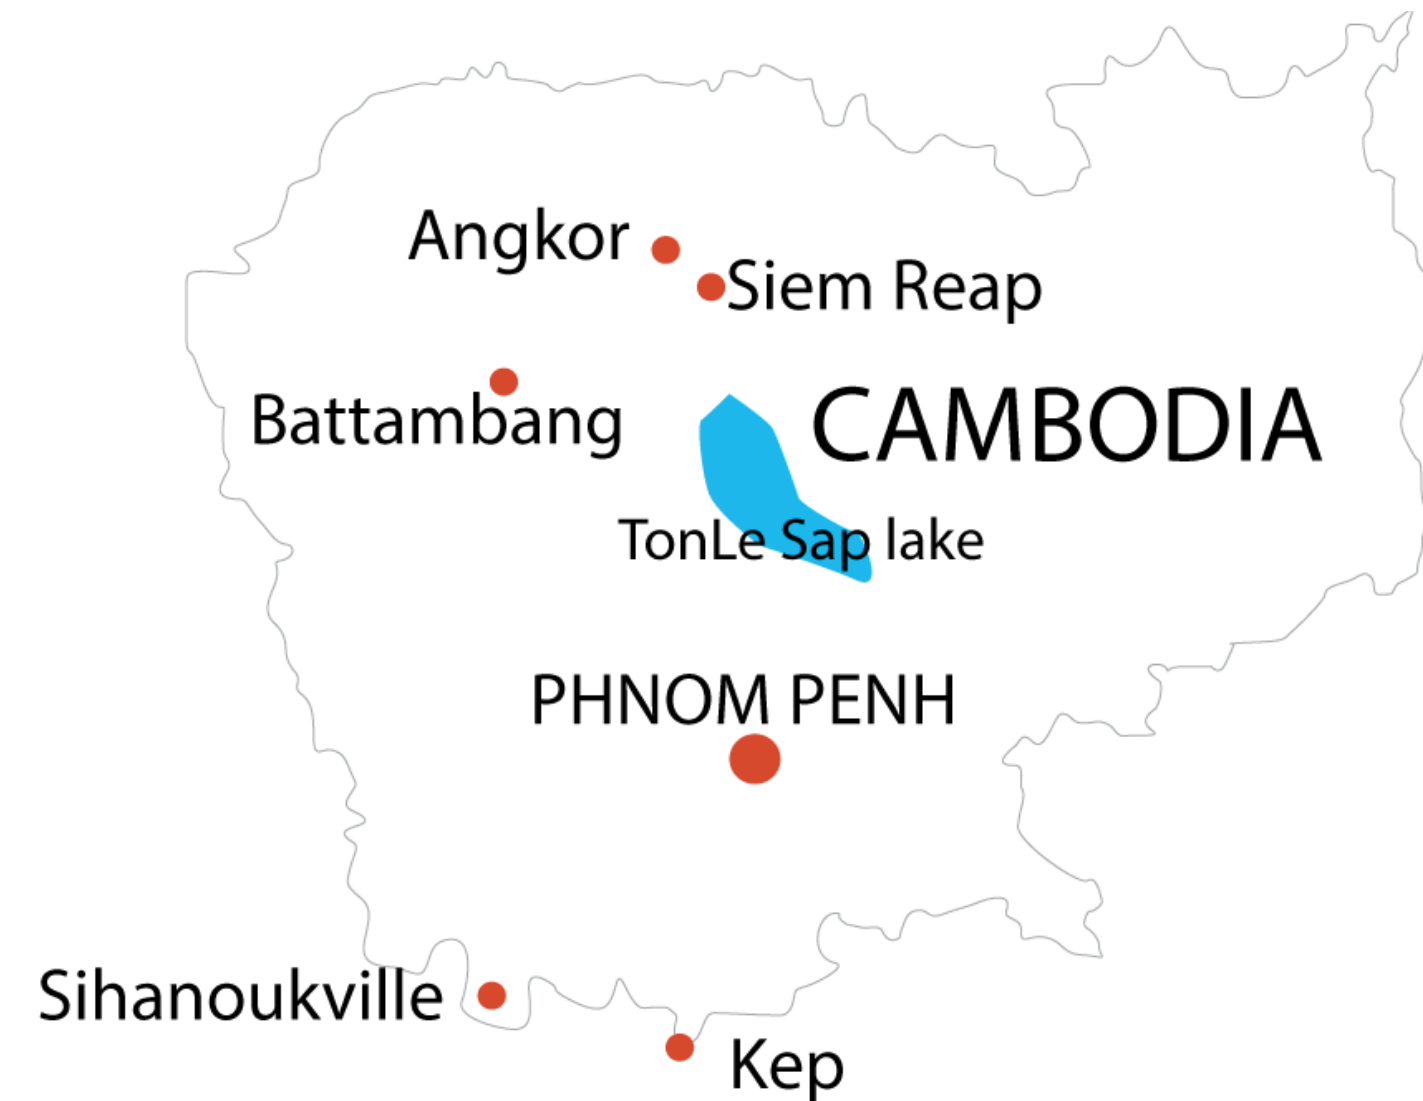 Angkor
Siem Reap
Battambang
CAMBODIA
TonLe Sap lake
PHNOM PENH
Sihanoukville
Kep